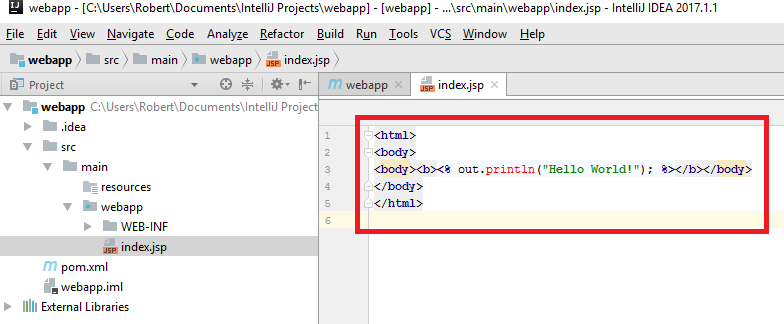 webapp - [C:\Users\Robert\Documents\IntelliJ Projects\webapp] - [webapp] - ...\src\main\webapp\index.jsp - IntelliJ IDEA 2017.1.1
File Edit View Navigate Code Analyze Refactor Build Run Tools VCS Window Help
webapp src main webapp index.jsp
Project
webapp index.jsp
webapp C:\Users\Robert\Documents\IntelliJ Project
.idea
src
main
resources
webapp
WEB-INF
index.jsp
pom.xml
webapp.iml
External Libraries
1 <html>
2 <body>
3 <body><b><% out.println("Hello World!"); %></b></body>
4 </body>
5 </html>
6